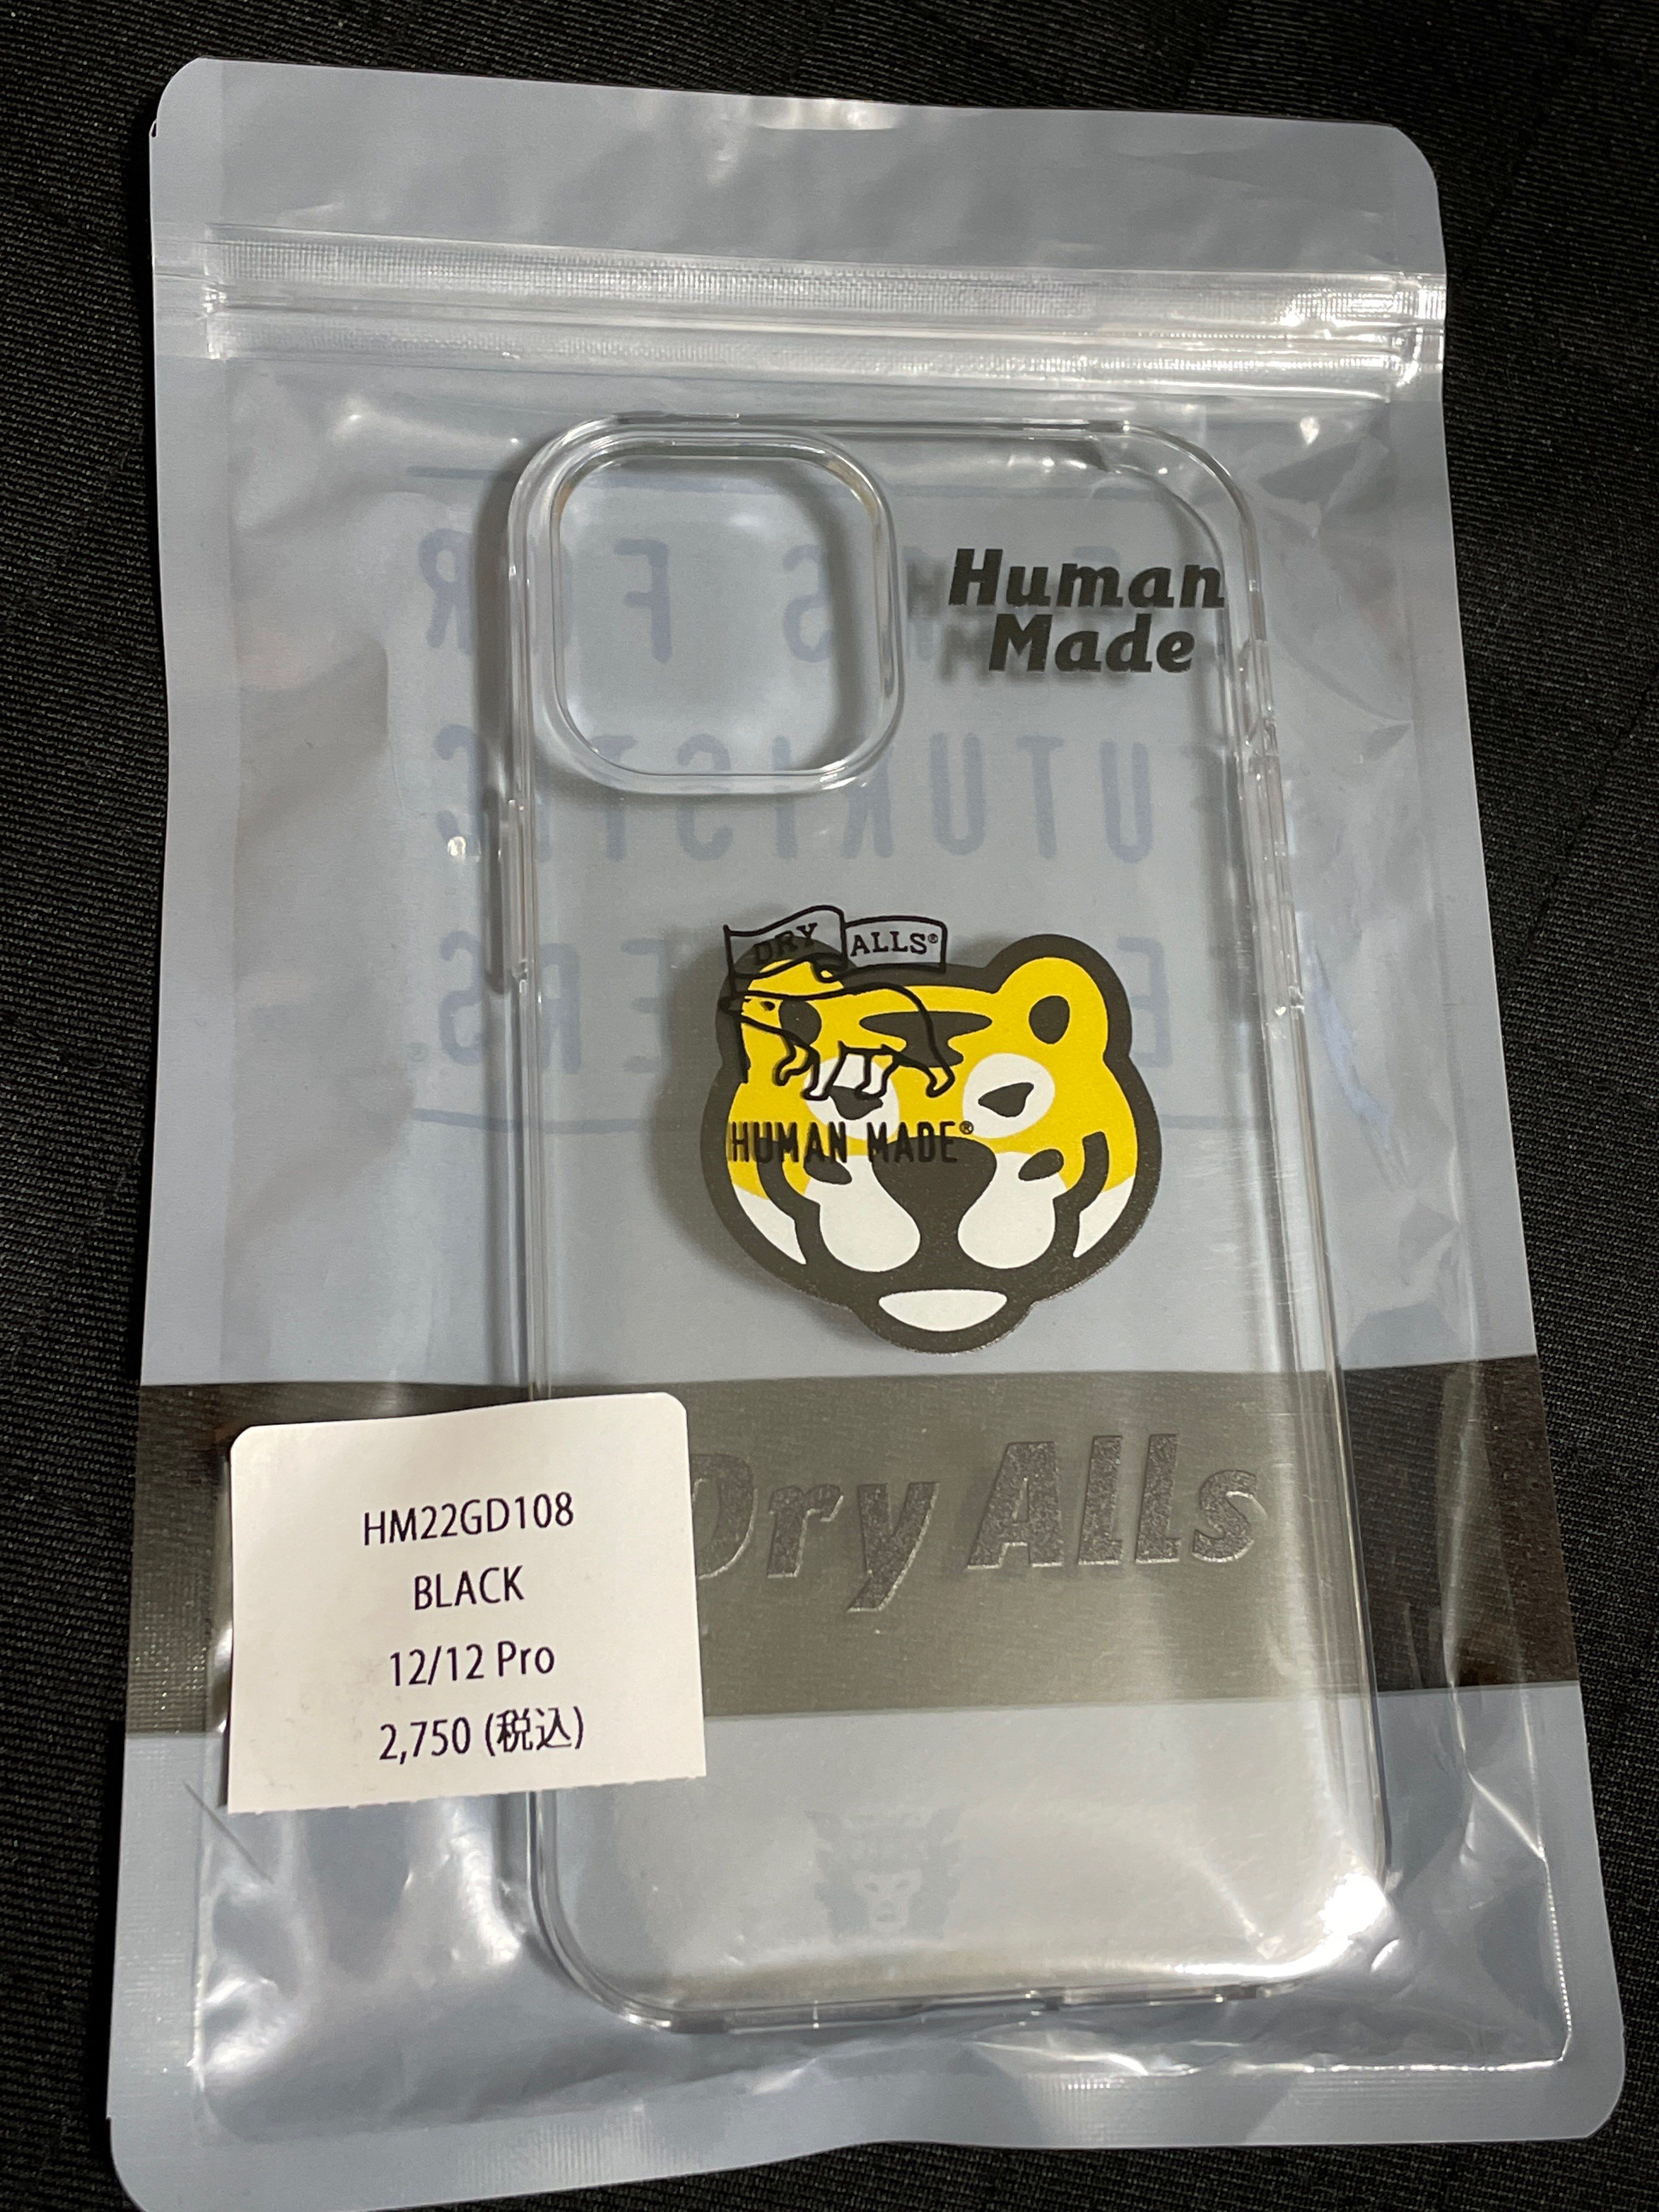 Human
Made
DRY ALLS®
HUMAN MADE®
Dry Alls
HM22GD108
BLACK
12/12 Pro
2,750 (税込)